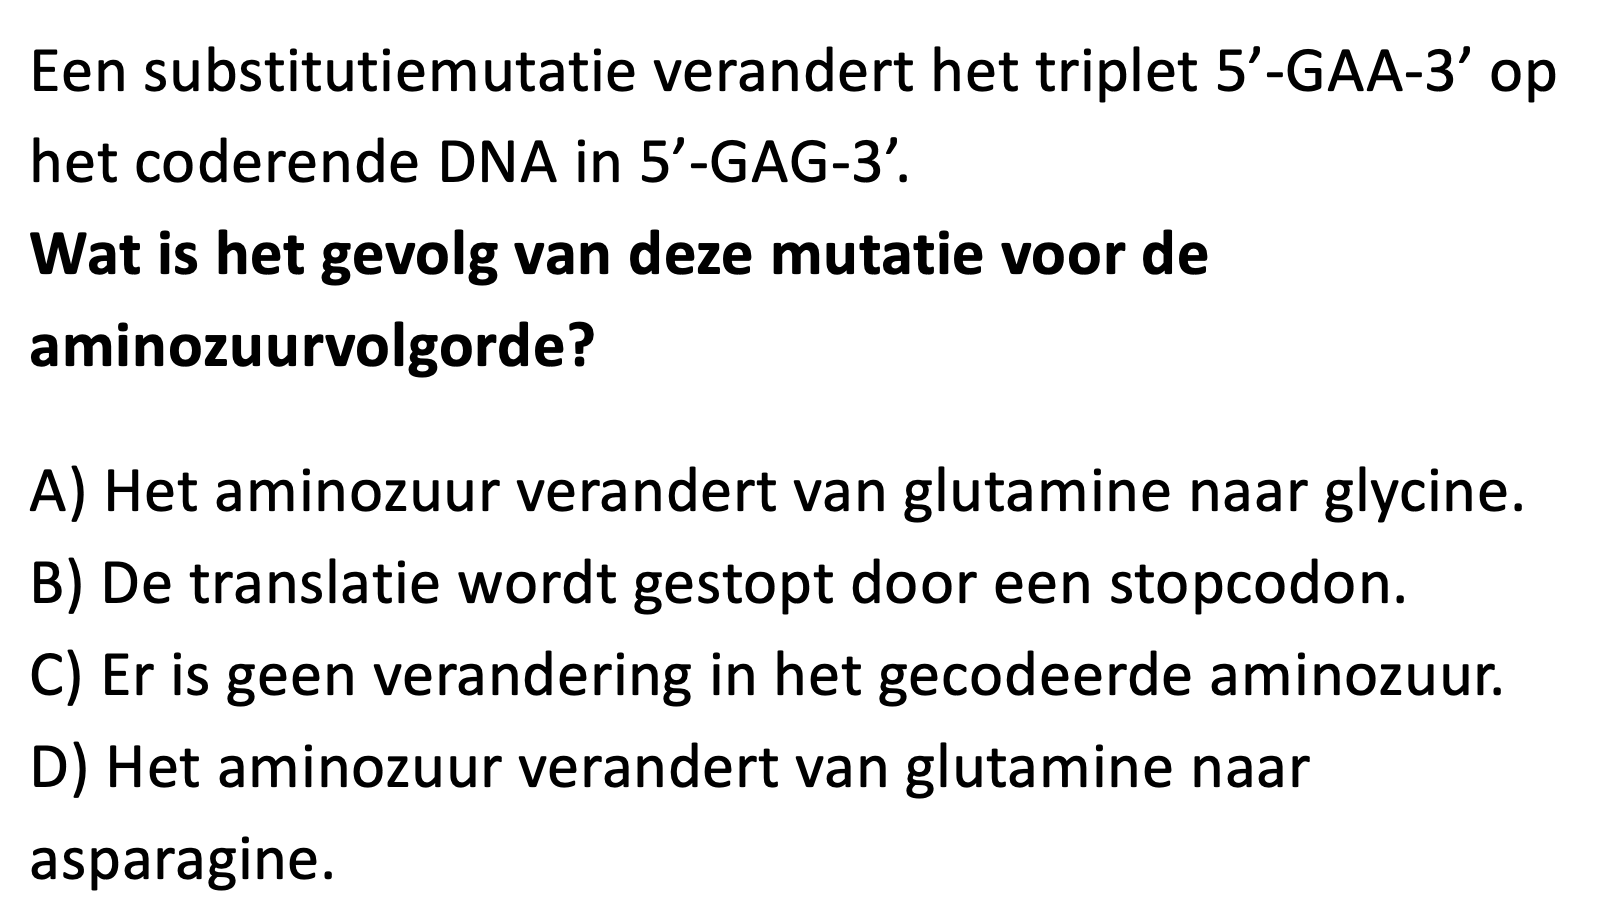 Een substitutiemutatie verandert het triplet 5’-GAA-3’ op
het coderende DNA in 5’-GAG-3’.
Wat is het gevolg van deze mutatie voor de
aminozuurvolgorde?
A) Het aminozuur verandert van glutamine naar glycine.
B) De translatie wordt gestopt door een stopcodon.
C) Er is geen verandering in het gecodeerde aminozuur.
D) Het aminozuur verandert van glutamine naar
asparagine.